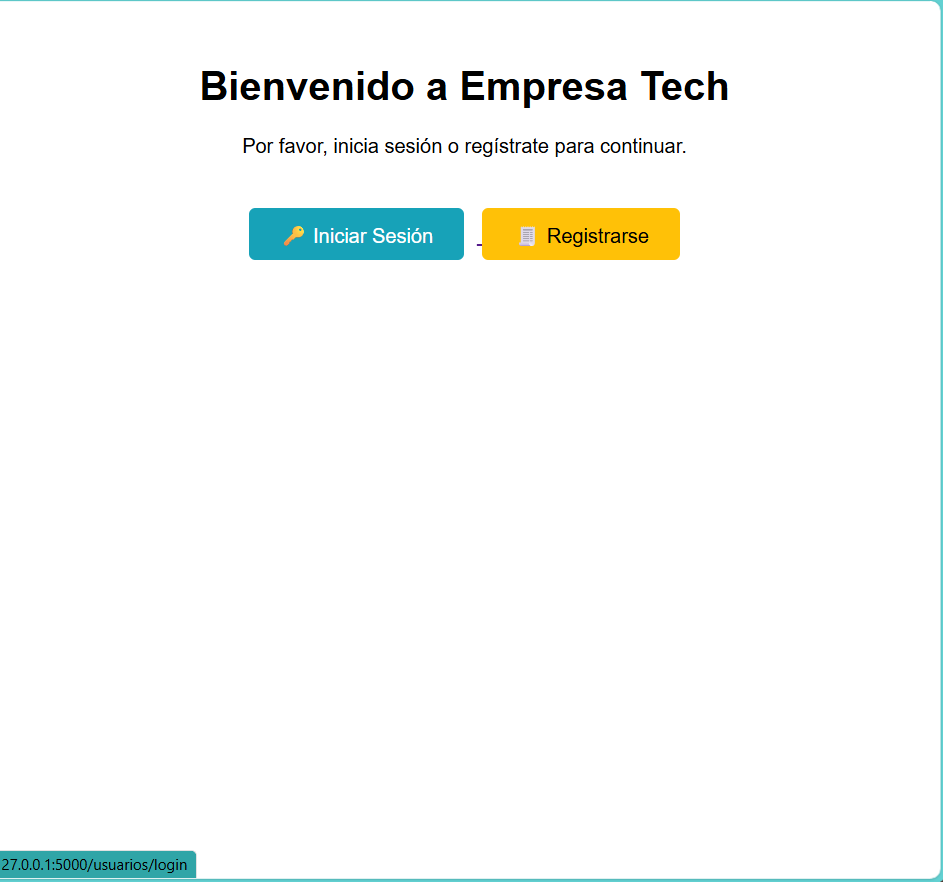 Bienvenido a Empresa Tech
Por favor, inicia sesión o regístrate para continuar.
Iniciar Sesión
Registrarse
27.0.0.1:5000/usuarios/login